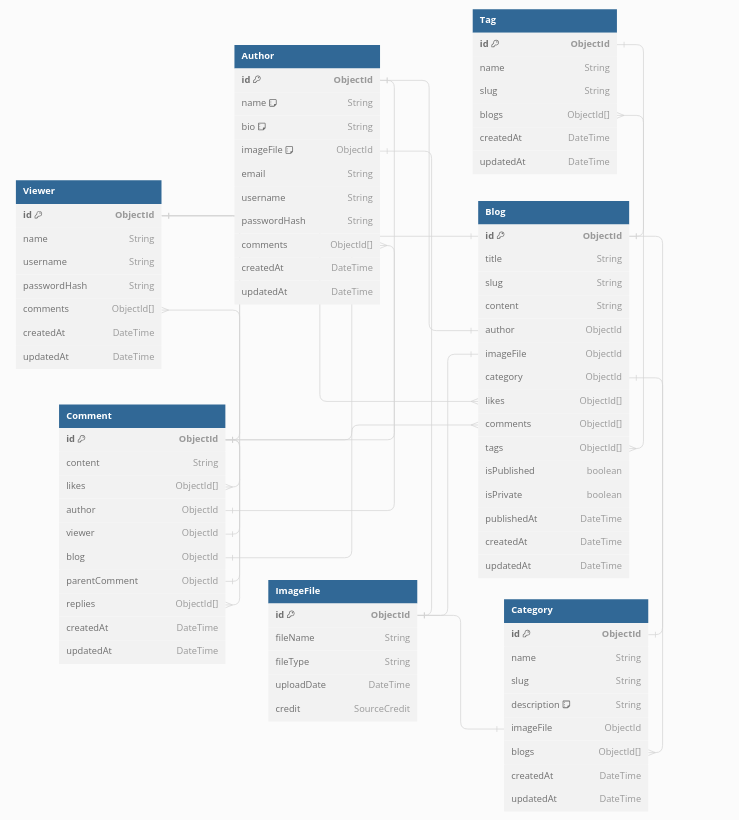 Tag
id ObjectId
name String
slug String
blogs ObjectId[]
createdAt DateTime
updatedAt DateTime
Author
id ObjectId
name String
bio String
imageFile ObjectId
email String
username String
passwordHash String
comments ObjectId[]
createdAt DateTime
updatedAt DateTime
Viewer
id ObjectId
name String
username String
passwordHash String
comments ObjectId[]
createdAt DateTime
updatedAt DateTime
Blog
id ObjectId
title String
slug String
content String
author ObjectId
imageFile ObjectId
category ObjectId
likes ObjectId[]
comments ObjectId[]
tags ObjectId[]
isPublished boolean
isPrivate boolean
publishedAt DateTime
createdAt DateTime
updatedAt DateTime
Comment
id ObjectId
content String
likes ObjectId[]
author ObjectId
viewer ObjectId
blog ObjectId
parentComment ObjectId
replies ObjectId[]
createdAt DateTime
updatedAt DateTime
ImageFile
id ObjectId
fileName String
fileType String
uploadDate DateTime
credit SourceCredit
Category
id ObjectId
name String
slug String
description String
imageFile ObjectId
blogs ObjectId[]
createdAt DateTime
updatedAt DateTime